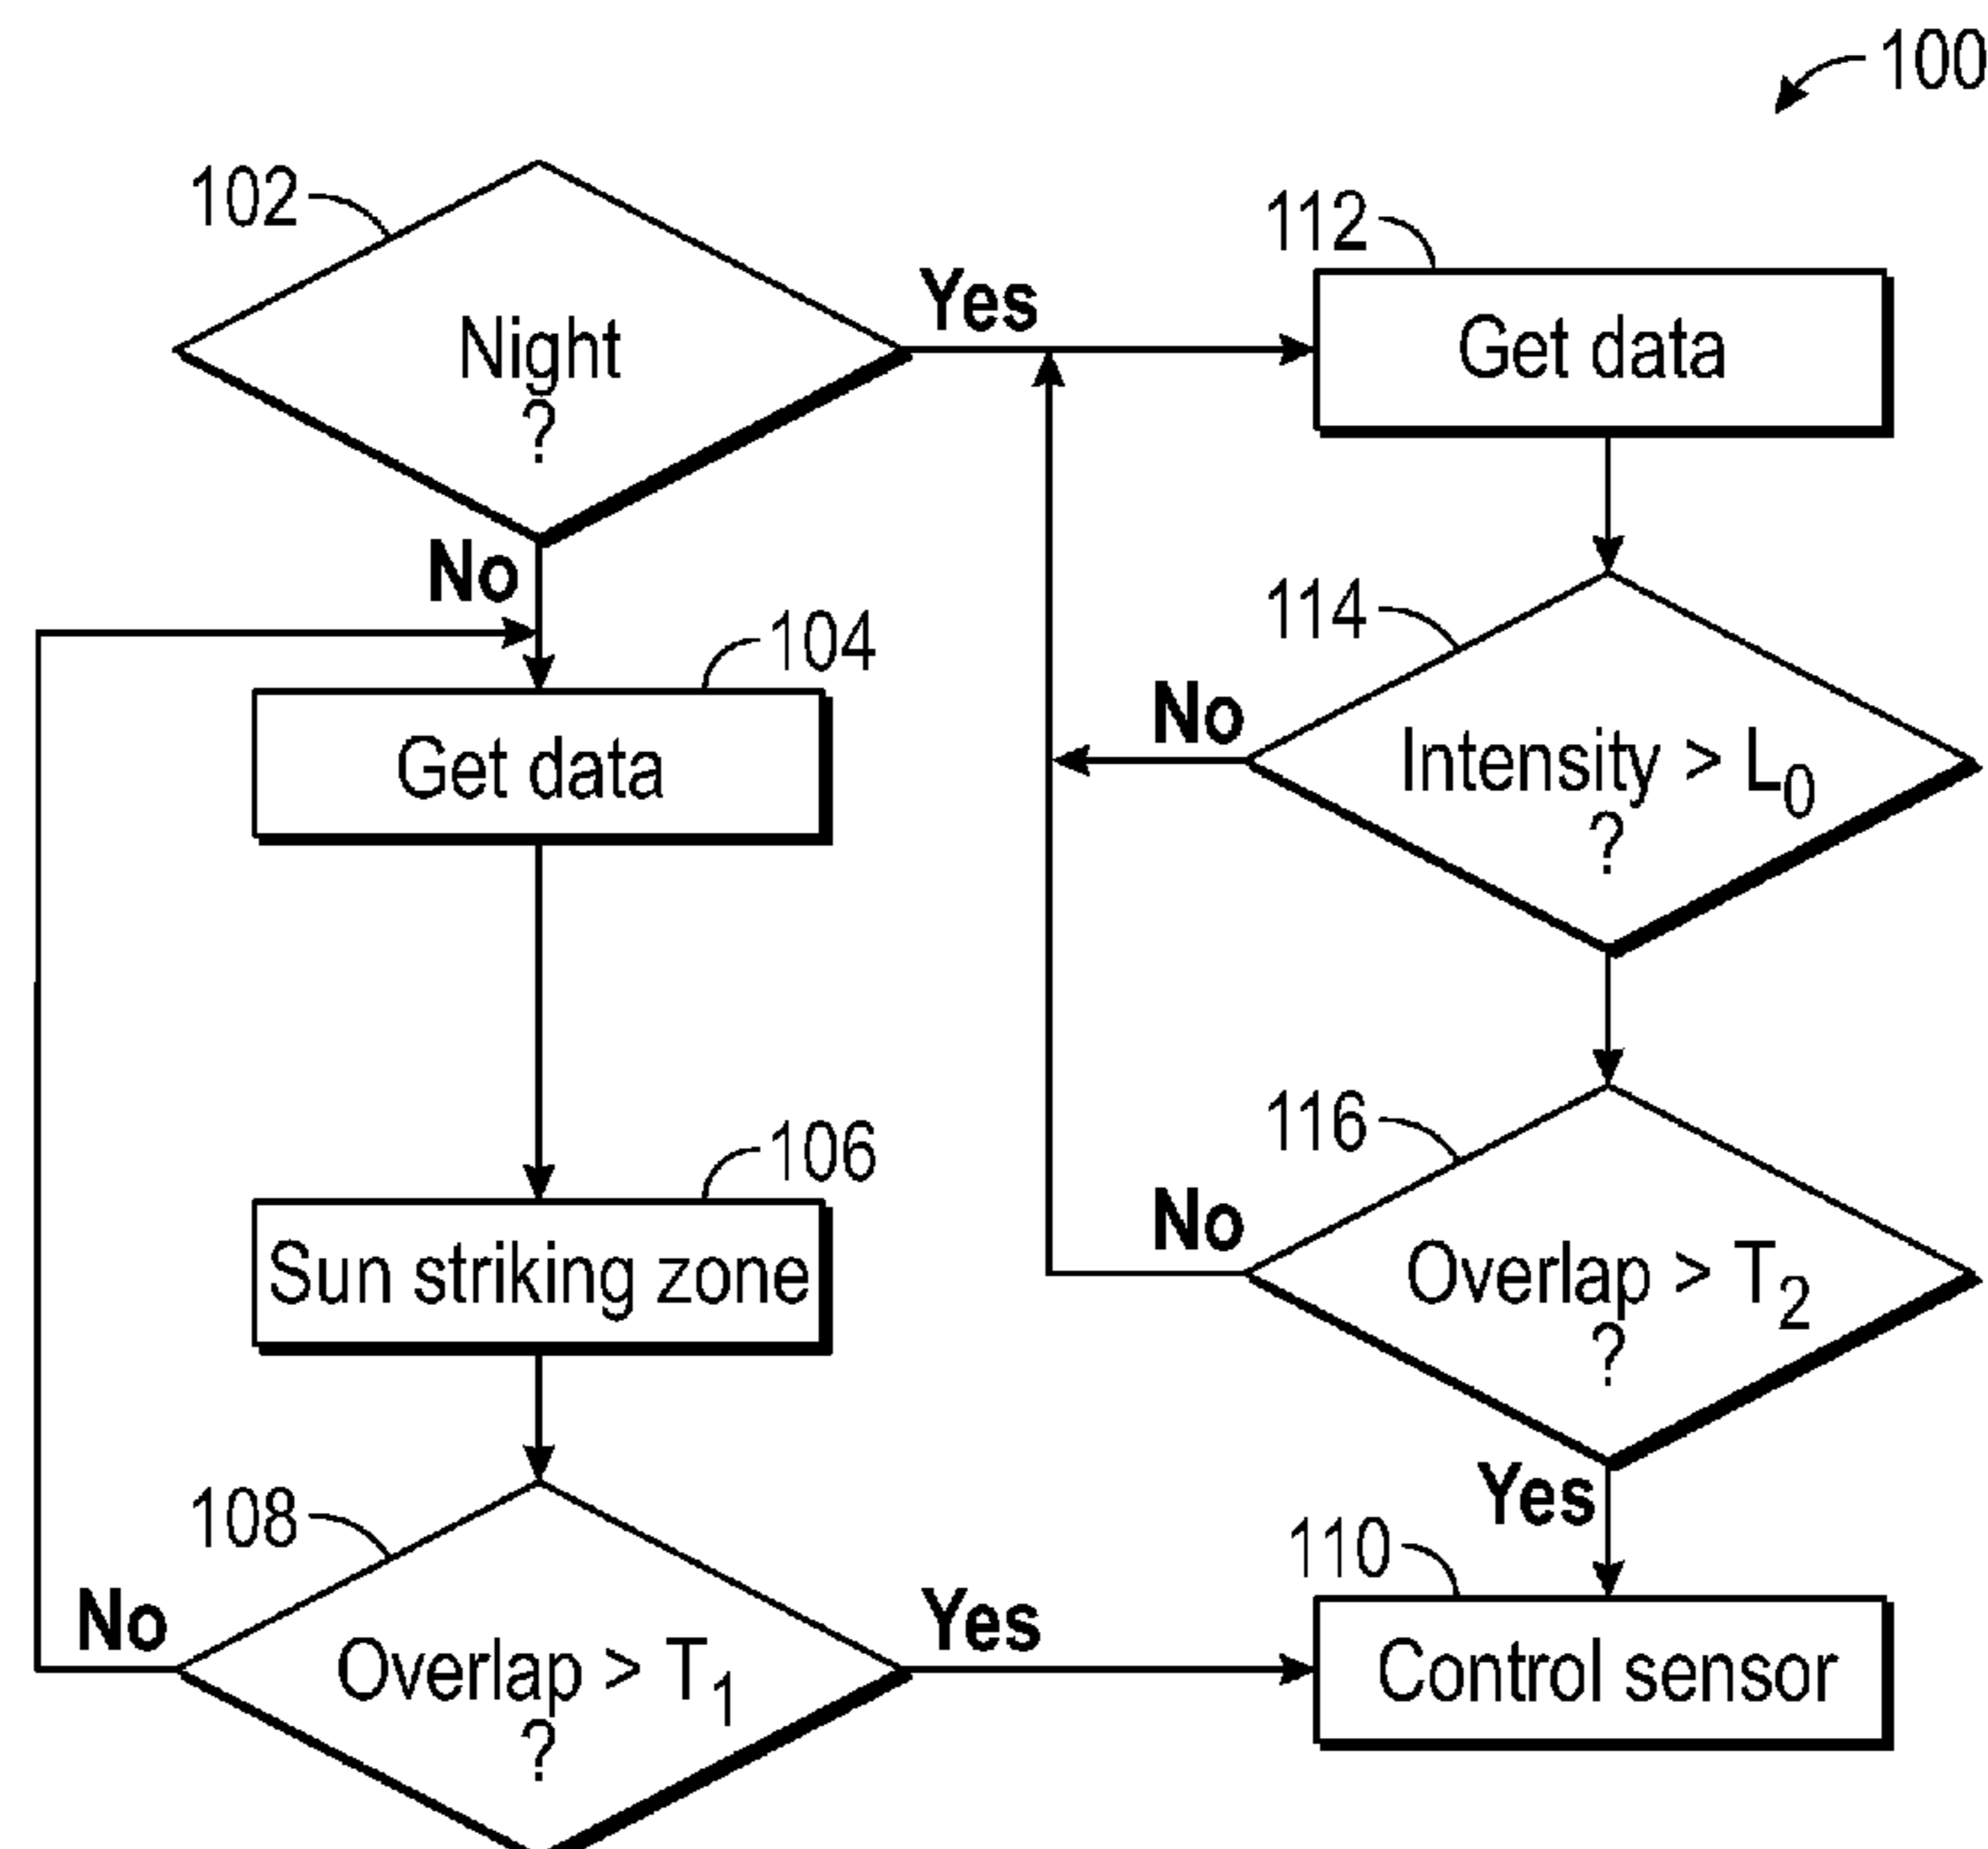 100
102
Night
?
Yes
No
104
Get data
106
Sun striking zone
108
Overlap > T1
?
No
Yes
112
Get data
114
Intensity > L0
?
No
116
Overlap > T2
?
No
Yes
110
Control sensor